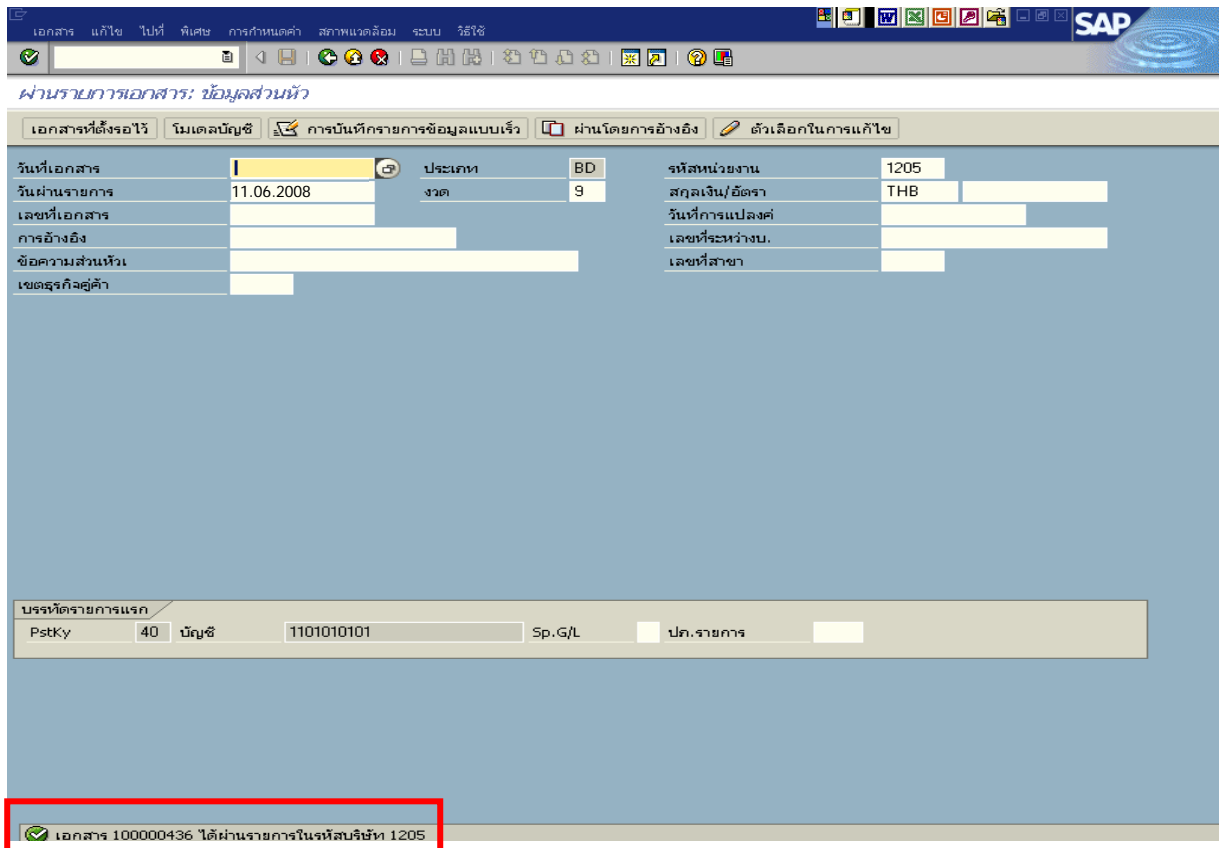 เอกสาร แก้ไข ไปที่ พิเศษ การกำหนดค่า สภาพแวดล้อม ระบบ วิธีใช้
SAP
ผ่านรายการเอกสาร: ข้อมูลส่วนหัว
เอกสารที่ตั้งรอไว้ โมเดลบัญชี การบันทึกรายการข้อมูลแบบเร็ว ผ่านโดยการอ้างอิง ตัวเลือกในการแก้ไข
วันที่เอกสาร ประเภท BD รหัสหน่วยงาน 1205
วันผ่านรายการ 11.06.2008 งวด 9 สกุลเงิน/อัตรา THB
เลขที่เอกสาร วันที่การแปลงค่
การอ้างอิง เลขที่ระหว่างบ.
ข้อความส่วนหัวเ เลขที่สาขา
เขตธุรกิจคู่ค้า
บรรทัดรายการแรก
PstKy 40 บัญชี 1101010101 Sp.G/L ปภ.รายการ
เอกสาร 100000436 ได้ผ่านรายการในรหัสบริษัท 1205